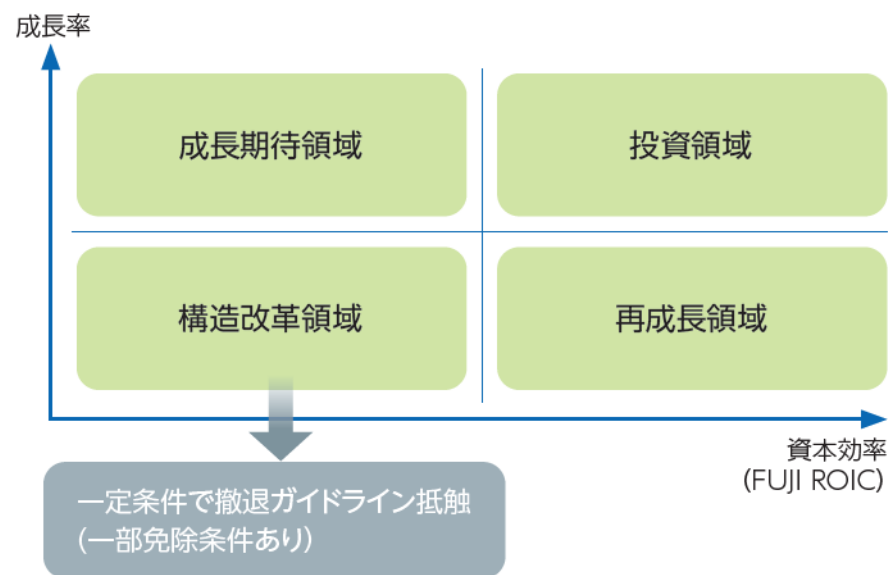 成長率
成長期待領域
投資領域
構造改革領域
再成長領域
資本効率
(FUJI ROIC)
一定条件で撤退ガイドライン抵触
(一部免除条件あり)